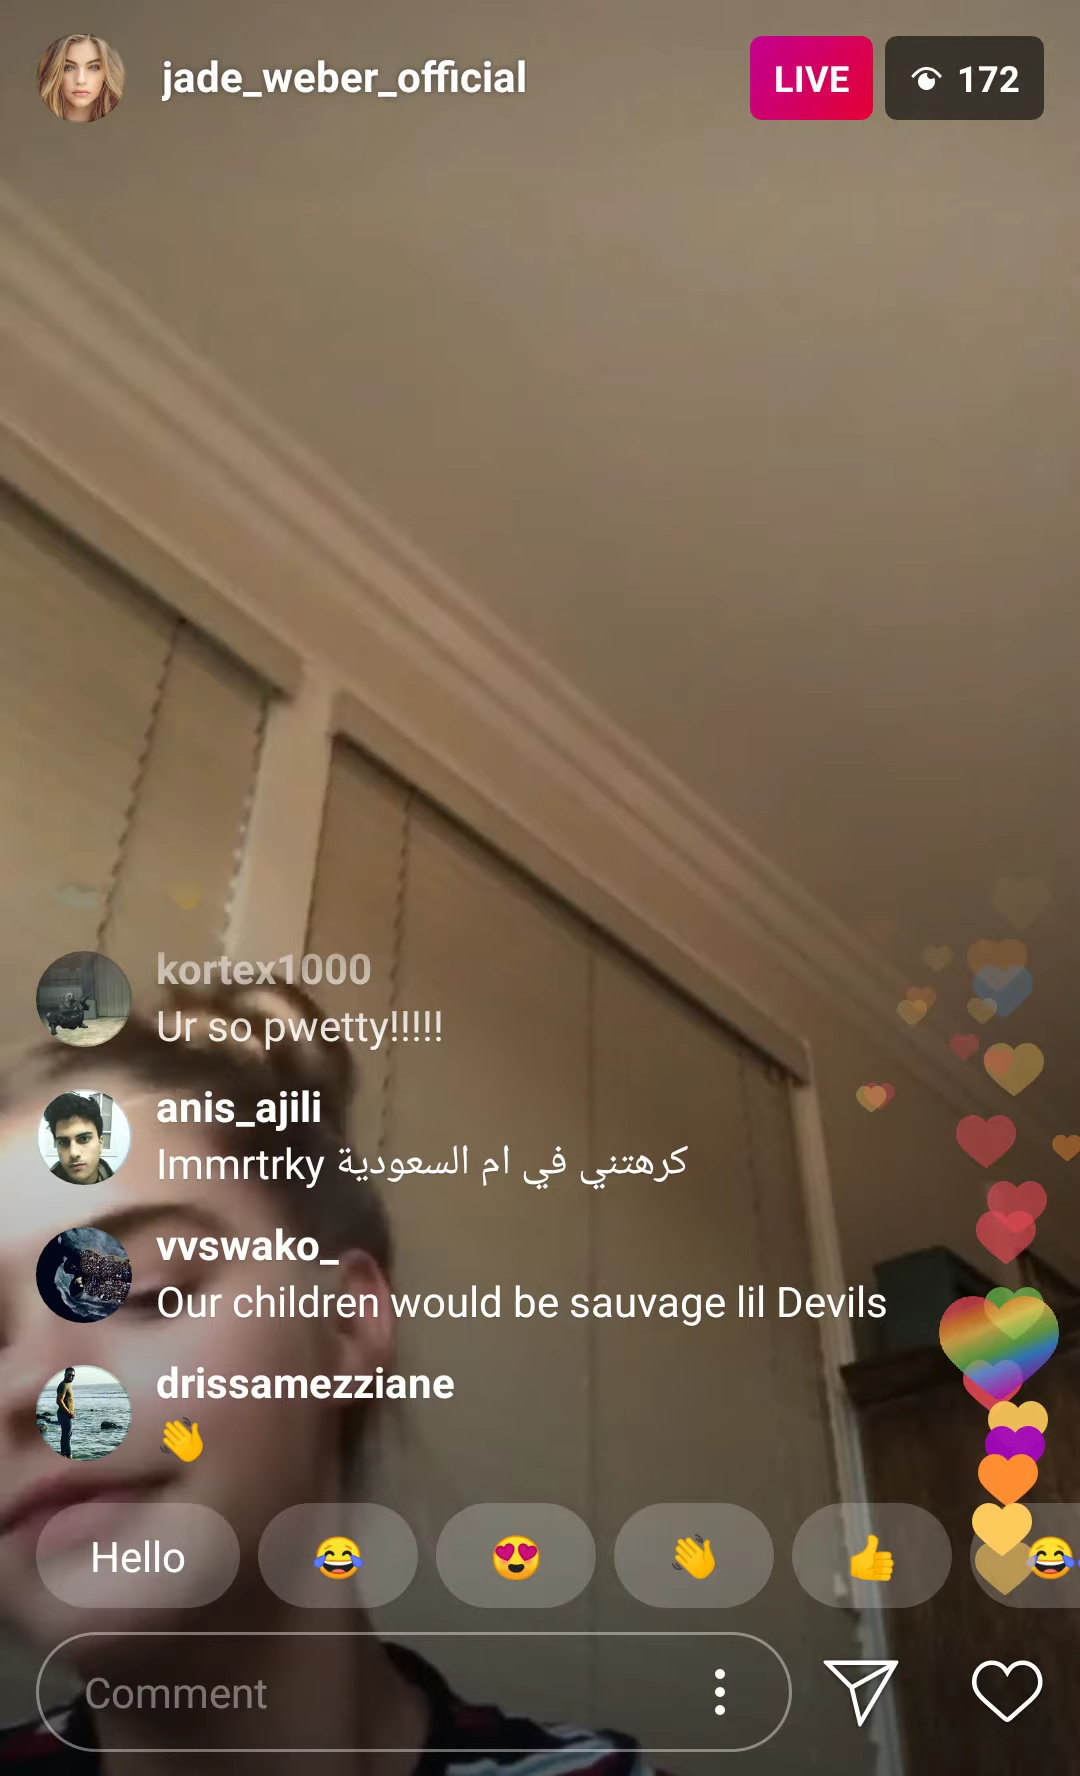 jade_weber_official
LIVE
172
kortex1000
Ur so pwetty!!!!!
anis_ajili
Immrtrky كرهتني في ام السعودية
vvswako_
Our children would be sauvage lil Devils
drissamezziane
👋
Hello 😂 😍 👋 👍 😂
Comment